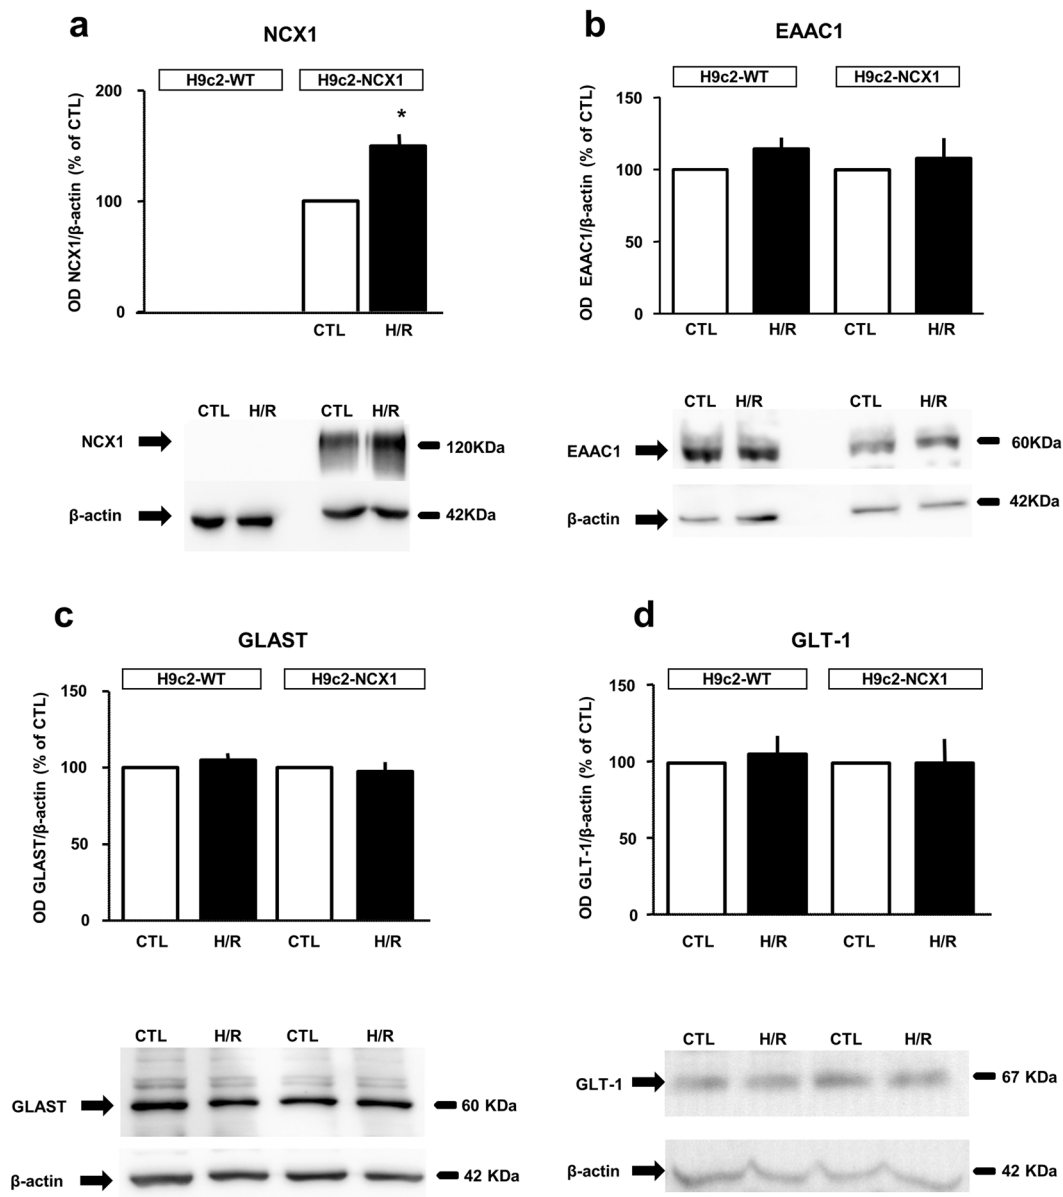 a
NCX1
H9c2-WT H9c2-NCX1
OD NCX1/β-actin (% of CTL)
200
100
0
*
CTL H/R
CTL H/R CTL H/R
NCX1 120KDa
β-actin 42KDa
b
EAAC1
H9c2-WT H9c2-NCX1
OD EAAC1/β-actin (% of CTL)
150
100
50
0
CTL H/R CTL H/R
CTL H/R CTL H/R
EAAC1 60KDa
β-actin 42KDa
c
GLAST
H9c2-WT H9c2-NCX1
OD GLAST/β-actin (% of CTL)
150
100
50
0
CTL H/R CTL H/R
CTL H/R CTL H/R
GLAST 60 KDa
β-actin 42 KDa
d
GLT-1
H9c2-WT H9c2-NCX1
OD GLT-1/β-actin (% of CTL)
150
100
50
0
CTL H/R CTL H/R
CTL H/R CTL H/R
GLT-1 67 KDa
β-actin 42 KDa